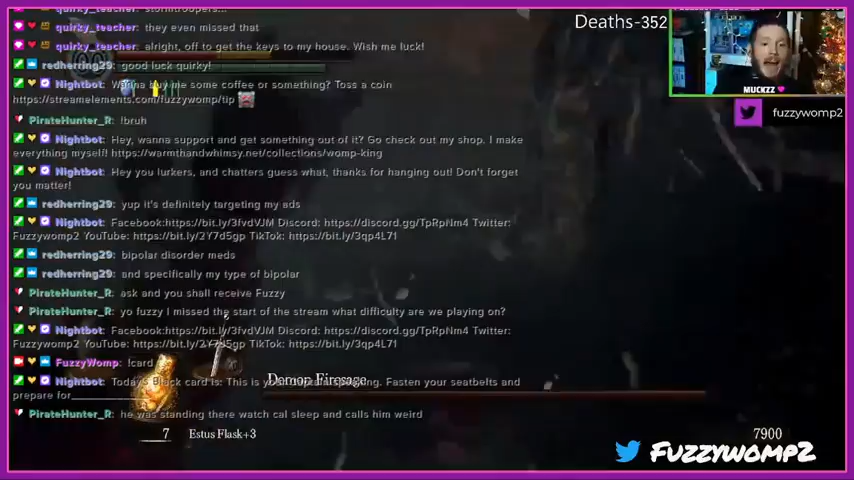 quirky_teacher: stormtroopers...
Deaths-352
quirky_teacher: they even missed that
quirky_teacher: alright, off to get the keys to my house. Wish me luck!
redherring29: good luck quirky!
Nightbot: Wanna buy me some coffee or something? Toss a coin
https://streamelements.com/fuzzywomp/tip
MUCKZZ
fuzzywomp2
PirateHunter_R: !bruh
Nightbot: Hey, wanna support and get something out of it? Go check out my shop. I make
everything myself! https://warmthandwhimsy.net/collections/womp-king
Nightbot: Hey you lurkers, and chatters guess what, thanks for hanging out! Don't forget
you matter!
redherring29: yup it's definitely targeting my ads
Nightbot: Facebook:https://bit.ly/3fvdVJM Discord: https://discord.gg/TpRpNm4 Twitter:
Fuzzywomp2 YouTube: https://bit.ly/2Y7d5gp TikTok: https://bit.ly/3qp4L71
redherring29: bipolar disorder meds
redherring29: and specifically my type of bipolar
PirateHunter_R: ask and you shall receive Fuzzy
PirateHunter_R: yo fuzzy I missed the start of the stream what difficulty are we playing on?
Nightbot: Facebook:https://bit.ly/3fvdVJM Discord: https://discord.gg/TpRpNm4 Twitter:
Fuzzywomp2 YouTube: https://bit.ly/2Y7d5gp TikTok: https://bit.ly/3qp4L71
FuzzyWomp: !card
Demon Firesage
Nightbot: Today's Black card is: This is your captain speaking. Fasten your seatbelts and
prepare for
PirateHunter_R: he was standing there watch cal sleep and calls him weird
7 Estus Flask+3
7900
Fuzzywomp2